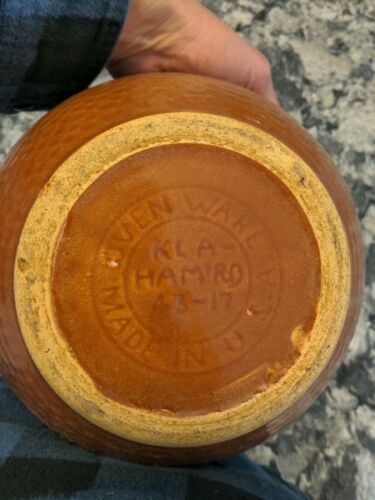 OVEN WARE
KLA-
HAM'RD
43-17
MADE IN U.S.A.